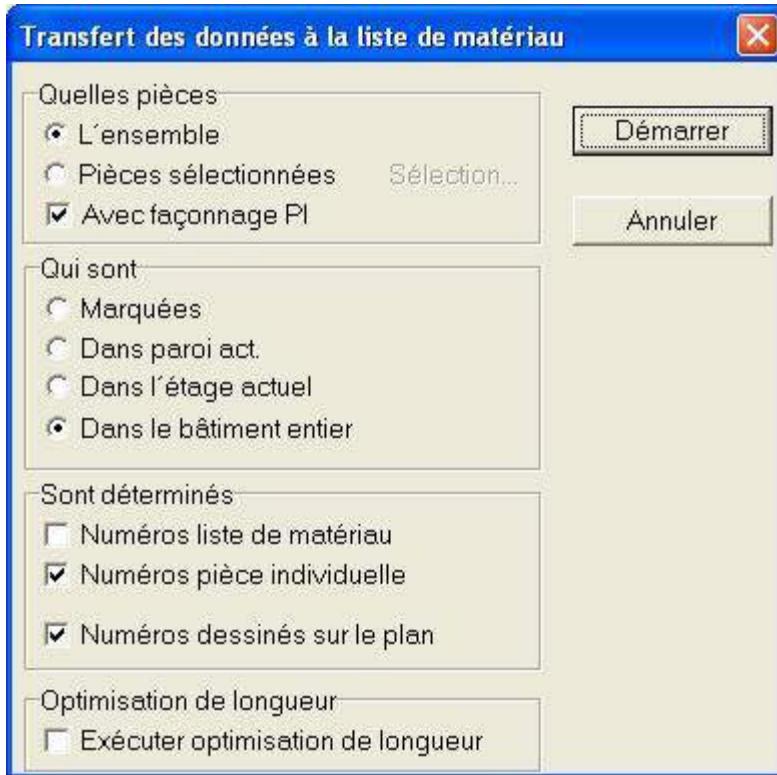 Transfert des données à la liste de matériau
Quelles pièces
L´ensemble
Pièces sélectionnées Sélection...
Avec façonnage PI
Démarrer
Annuler
Qui sont
Marquées
Dans paroi act.
Dans l´étage actuel
Dans le bâtiment entier
Sont déterminés
Numéros liste de matériau
Numéros pièce individuelle
Numéros dessinés sur le plan
Optimisation de longueur
Exécuter optimisation de longueur